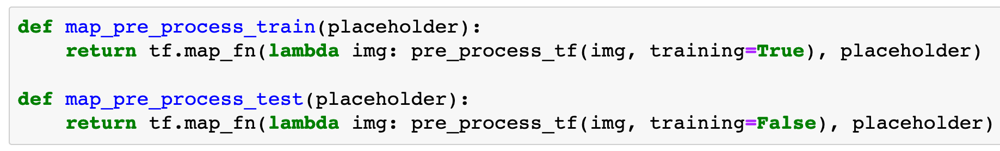 def map_pre_process_train(placeholder):
    return tf.map_fn(lambda img: pre_process_tf(img, training=True), placeholder)
def map_pre_process_test(placeholder):
    return tf.map_fn(lambda img: pre_process_tf(img, training=False), placeholder)